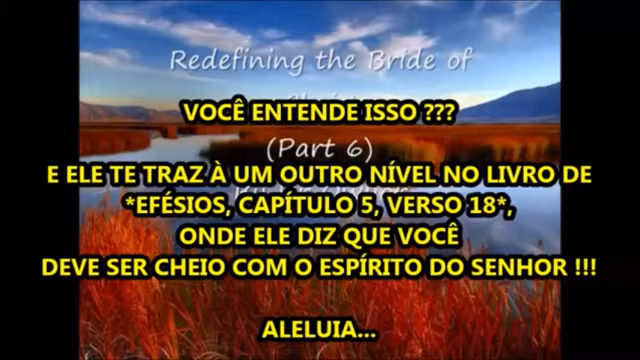 Redefining the Bride of
VOCÊ ENTENDE ISSO ???
(Part 6)
E ELE TE TRAZ À UM OUTRO NÍVEL NO LIVRO DE
*EFÉSIOS, CAPÍTULO 5, VERSO 18*,
ONDE ELE DIZ QUE VOCÊ
DEVE SER CHEIO COM O ESPÍRITO DO SENHOR !!!
ALELUIA...